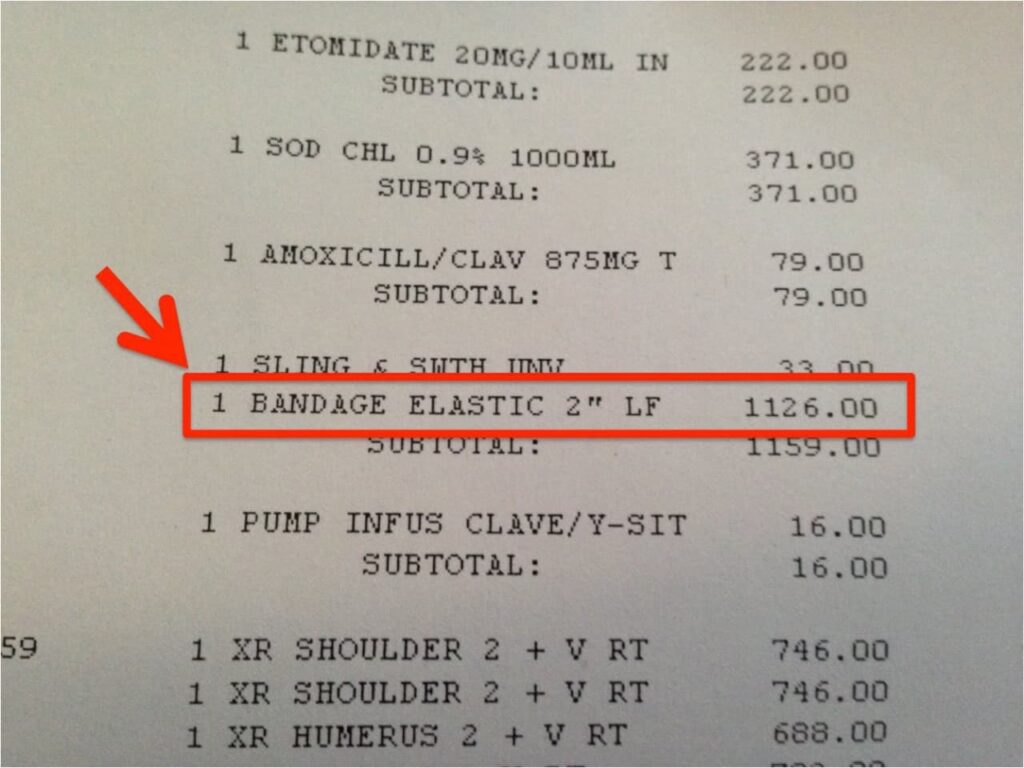 1 ETOMIDATE 20MG/10ML IN 222.00
SUBTOTAL: 222.00
1 SOD CHL 0.9% 1000ML 371.00
SUBTOTAL: 371.00
1 AMOXICILL/CLAV 875MG T 79.00
SUBTOTAL: 79.00
1 SLING & SWTH UNV 33.00
1 BANDAGE ELASTIC 2" LF 1126.00
SUBTOTAL: 1159.00
1 PUMP INFUS CLAVE/Y-SIT 16.00
SUBTOTAL: 16.00
59 1 XR SHOULDER 2 + V RT 746.00
1 XR SHOULDER 2 + V RT 746.00
1 XR HUMERUS 2 + V RT 688.00